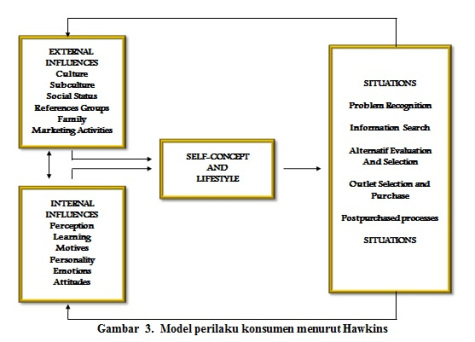 EXTERNAL
INFLUENCES
Culture
Subculture
Social Status
References Groups
Family
Marketing Activities
INTERNAL
INFLUENCES
Perception
Learning
Motives
Personality
Emotions
Attitudes
SELF-CONCEPT
AND
LIFESTYLE
SITUATIONS
Problem Recognition
Information Search
Alternatif Evaluation
And Selection
Outlet Selection and
Purchase
Postpurchased processes
SITUATIONS
Gambar 3. Model perilaku konsumen menurut Hawkins